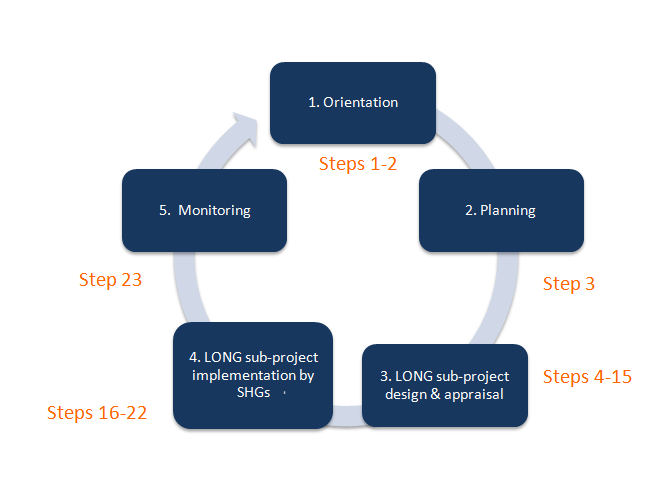 1. Orientation
Steps 1-2
2. Planning
Step 3
3. LONG sub-project
design & appraisal
Steps 4-15
4. LONG sub-project
implementation by
SHGs
Steps 16-22
5. Monitoring
Step 23